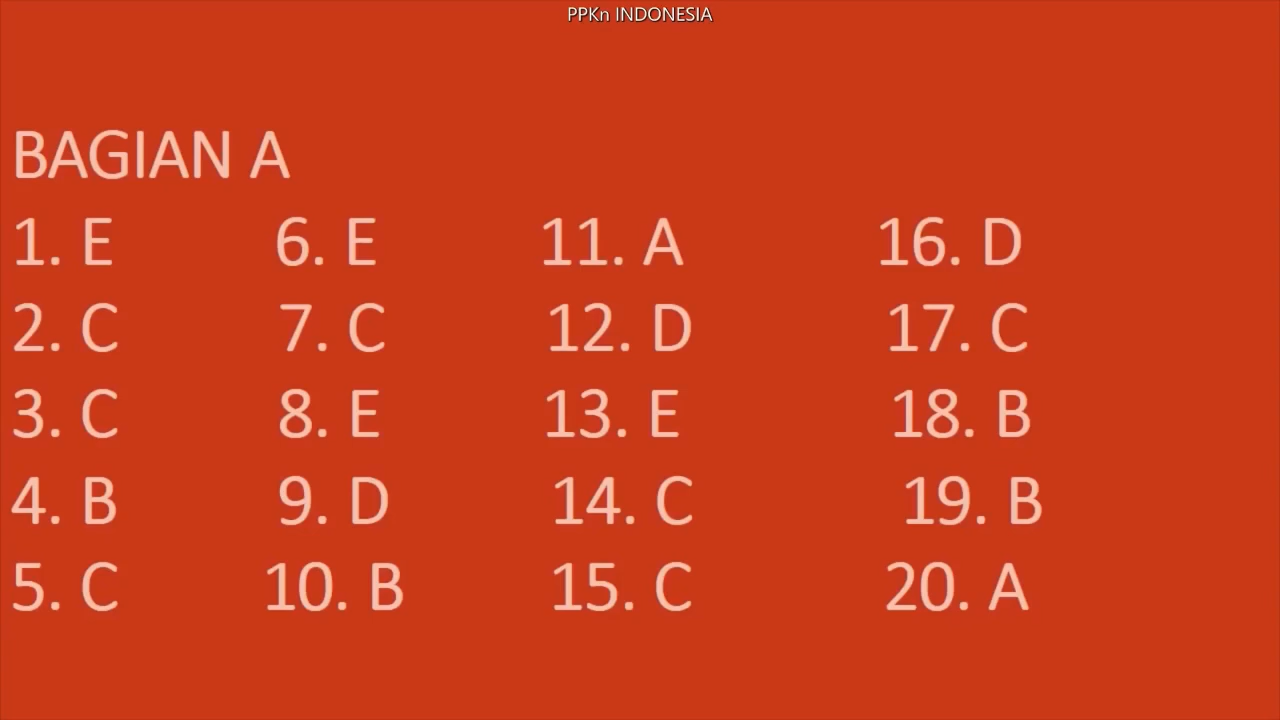 PPKn INDONESIA
BAGIAN A
1. E 6. E 11. A 16. D
2. C 7. C 12. D 17. C
3. C 8. E 13. E 18. B
4. B 9. D 14. C 19. B
5. C 10. B 15. C 20. A